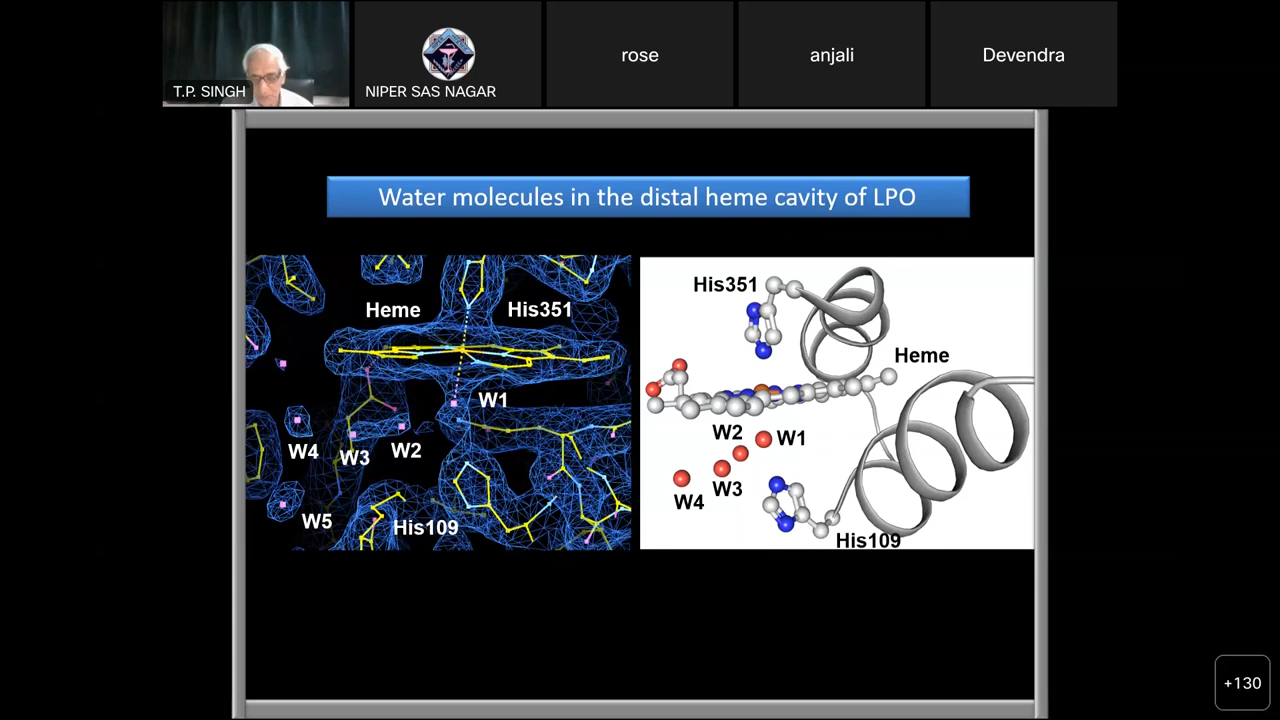 T.P. SINGH
NIPER SAS NAGAR
rose
anjali
Devendra
Water molecules in the distal heme cavity of LPO
Heme
His351
W1
W4
W3
W2
W5
His109
His351
Heme
W2
W1
W3
W4
His109
+130